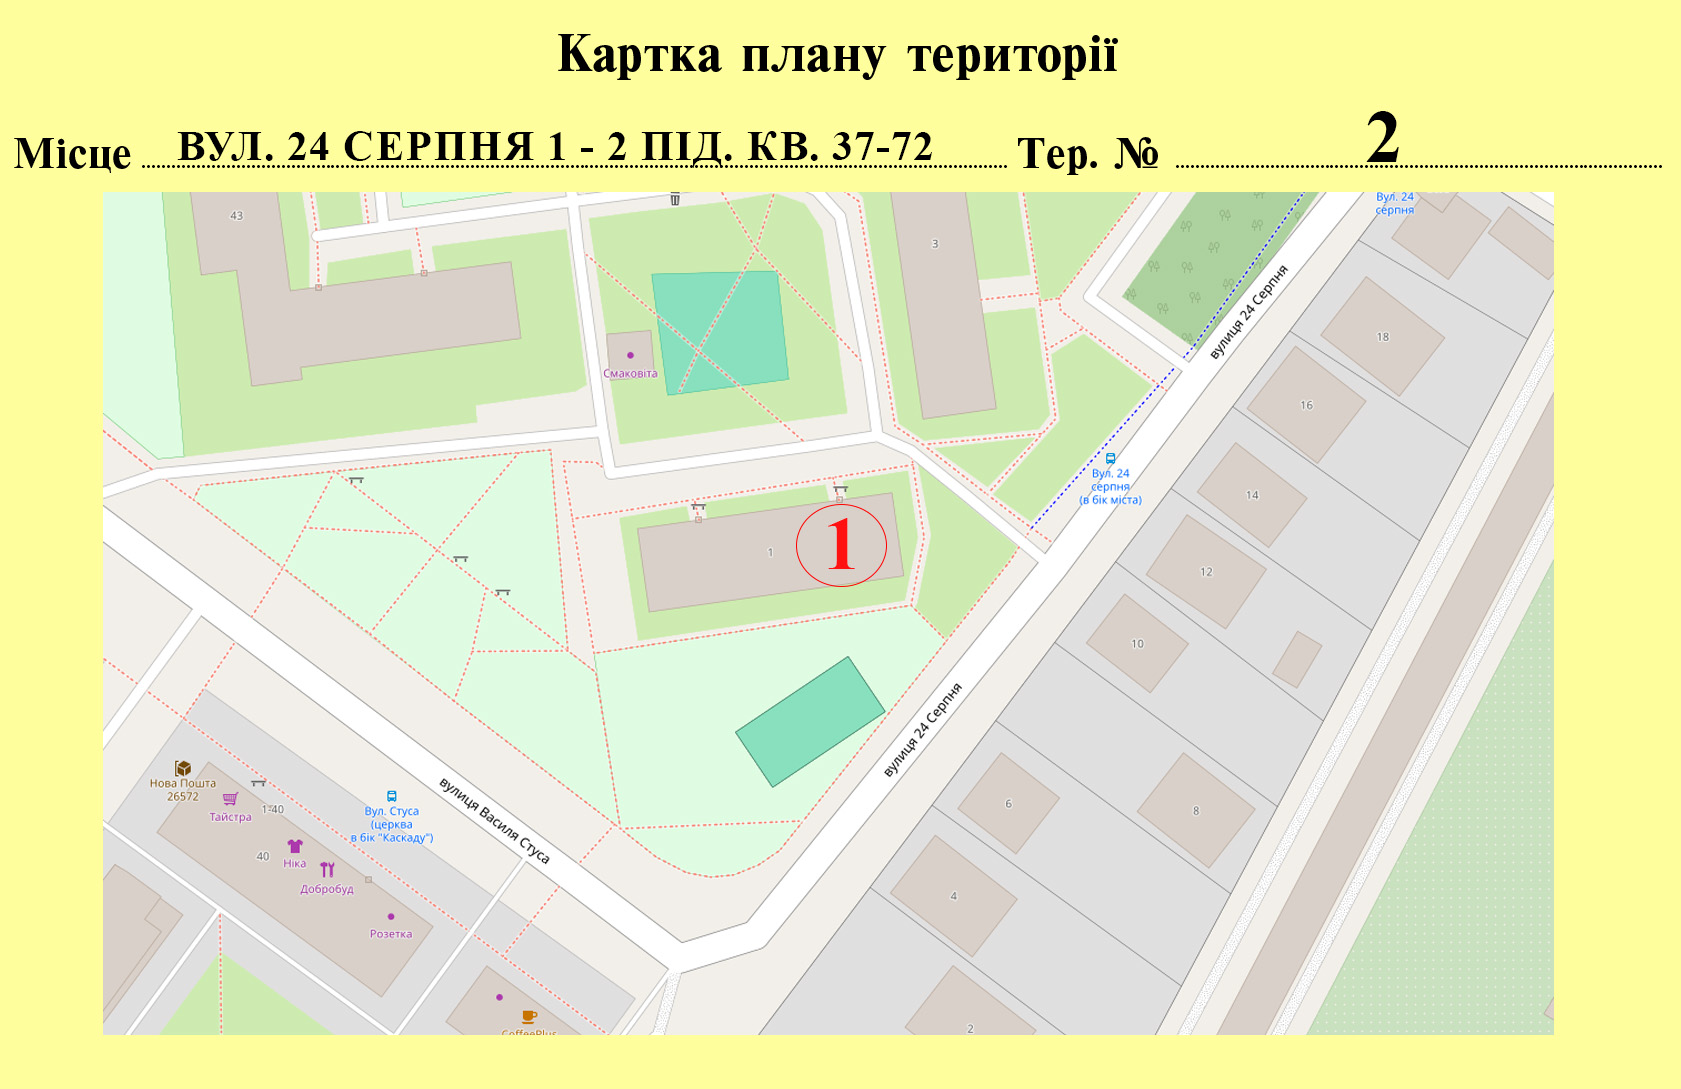 Картка плану території
Місце ВУЛ. 24 СЕРПНЯ 1 - 2 ПІД. КВ. 37-72 Тер. № 2
43
3
Вул. 24
серпня
вулиця 24 Серпня
18
Смаковіта
16
Вул. 24
серпня
(в бік міста)
14
1
1
12
10
вулиця 24 Серпня
Нова Пошта
26572
Тайстра
1-40
Вул. Стуса
(церква
в бік "Каскаду")
вулиця Василя Стуса
6
8
40
Ніка
Добробуд
4
Розетка
CoffeePlus
2